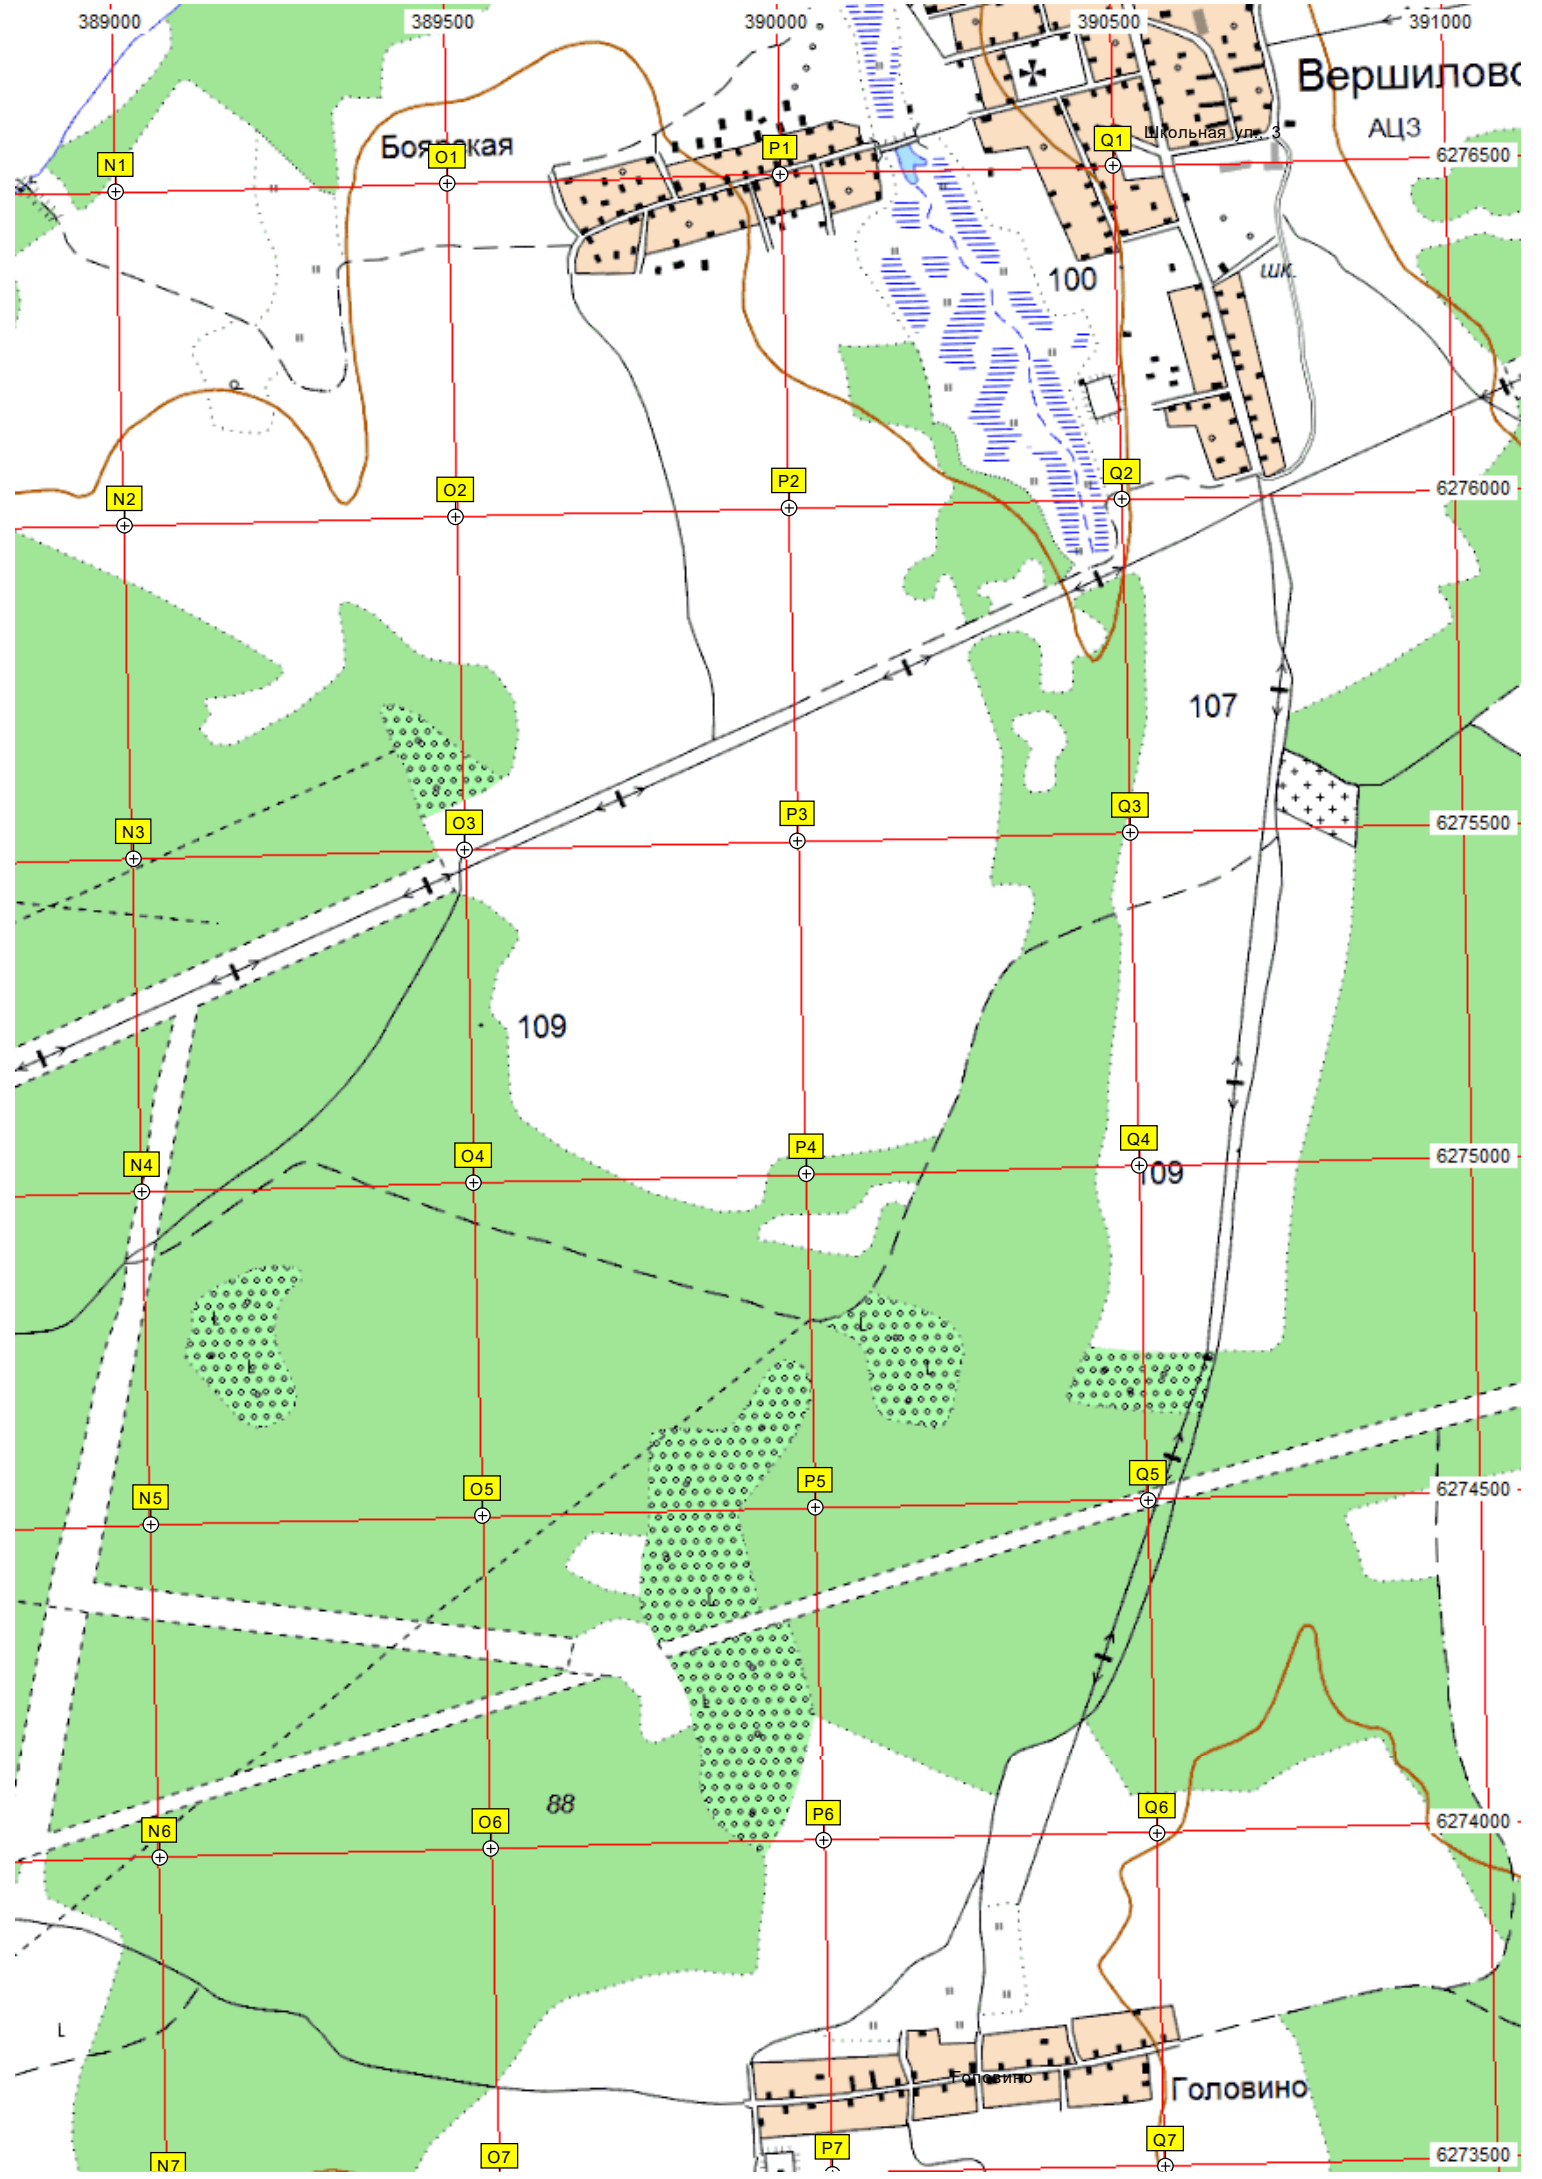 389000 389500 390000 390500 391000
Вершилово
АЦЗ
Школьная ул., 3
N1 O1 P1 Q1
6276500
100
шк.
N2 O2 P2 Q2
6276000
107
N3 O3 P3 Q3
6275500
109
N4 O4 P4 Q4
6275000
109
N5 O5 P5 Q5
6274500
88
N6 O6 P6 Q6
6274000
L
Головино
Головино
N7 O7 P7 Q7
6273500